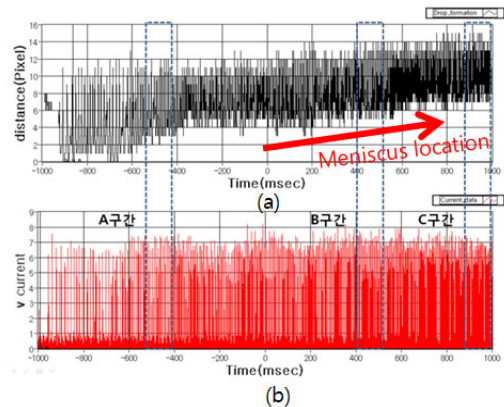 (a)
Drop_formation
distance(Pixel)
16
14
12
10
8
6
4
2
0
-1000 -800 -600 -400 -200 0 200 400 600 800 1000
Meniscus location
Time(msec)
(a)
Current_data
v current
9
8
7
6
5
4
3
2
1
0
A구간 B구간 C구간
-1000 -800 -600 -400 -200 0 200 400 600 800 1000
Time(msec)
(b)